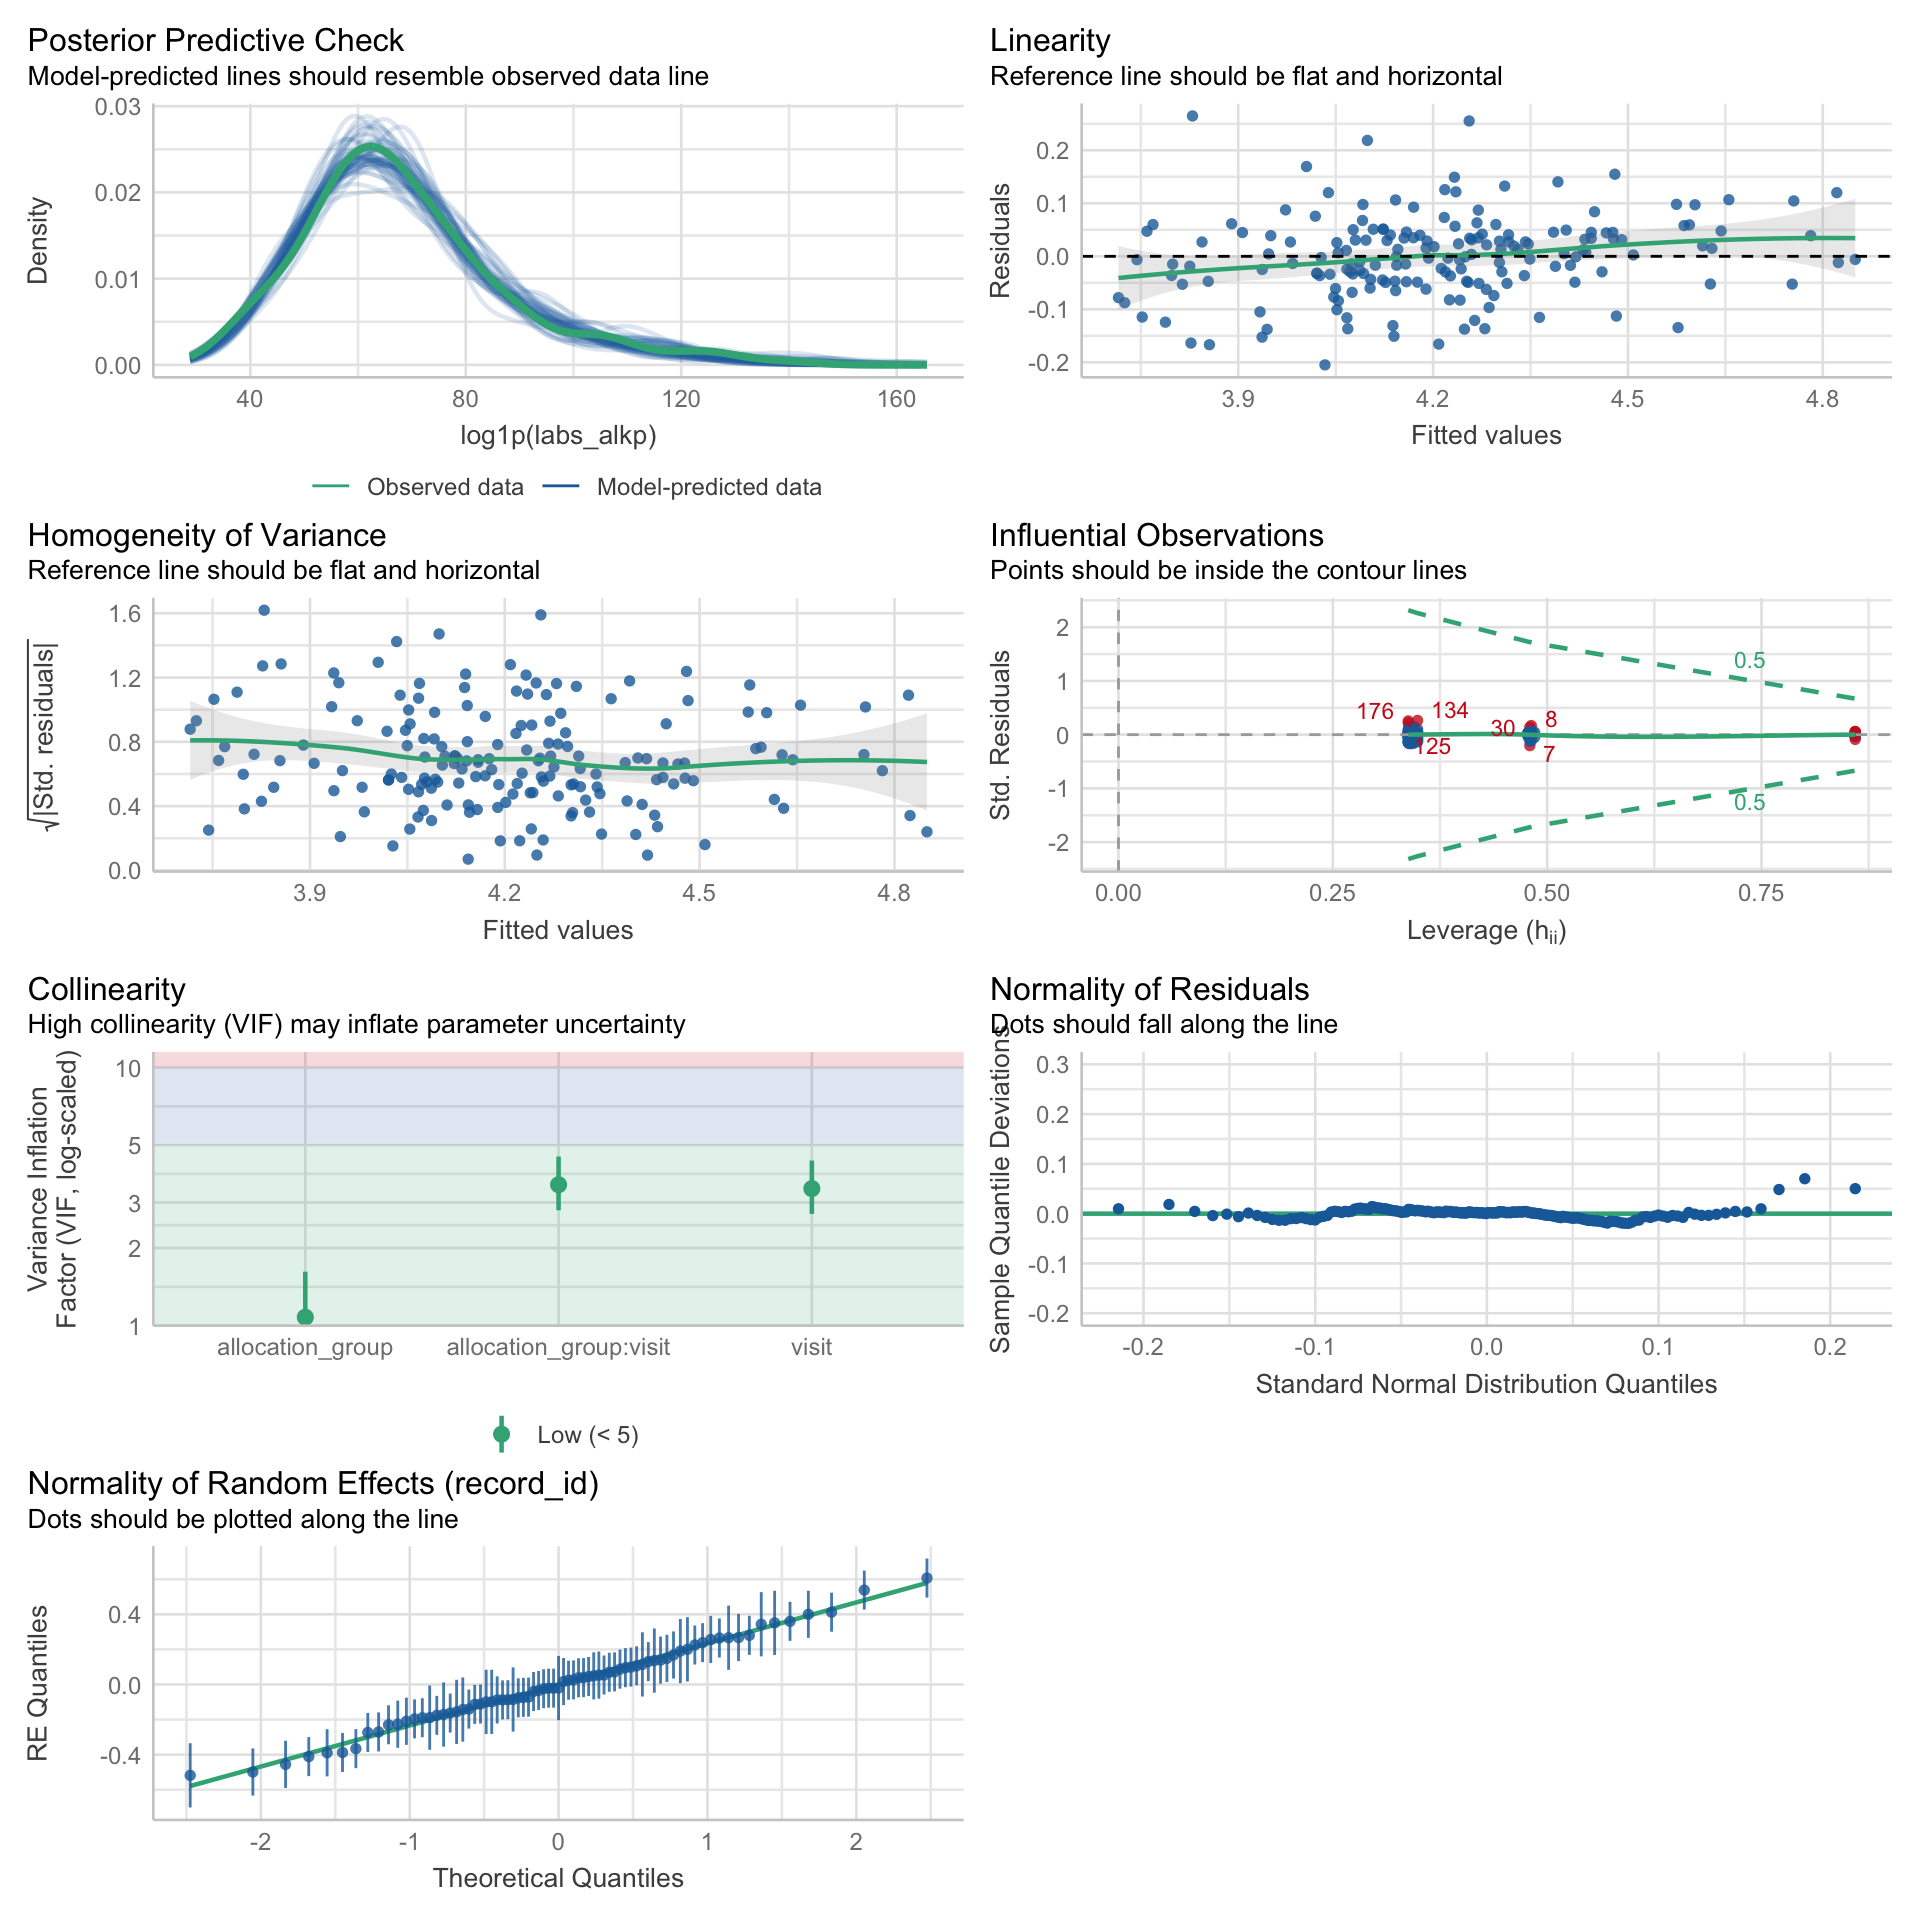 Posterior Predictive Check
Model-predicted lines should resemble observed data line
Density
0.03
0.02
0.01
0.00
40
80
120
160
log1p(labs_alkp)
Observed data
Model-predicted data
Linearity
Reference line should be flat and horizontal
Residuals
0.2
0.1
0.0
-0.1
-0.2
3.9
4.2
4.5
4.8
Fitted values
Homogeneity of Variance
Reference line should be flat and horizontal
√|Std. residuals|
1.6
1.2
0.8
0.4
0.0
3.9
4.2
4.5
4.8
Fitted values
Influential Observations
Points should be inside the contour lines
Std. Residuals
2
1
0
-1
-2
0.5
176
134
30
8
125
7
0.5
0.00
0.25
0.50
0.75
Leverage (hii)
Collinearity
High collinearity (VIF) may inflate parameter uncertainty
Variance Inflation
Factor (VIF, log-scaled)
10
5
3
2
1
allocation_group
allocation_group:visit
visit
Low (< 5)
Normality of Residuals
Dots should fall along the line
Sample Quantile Deviations
0.3
0.2
0.1
0.0
-0.1
-0.2
-0.2
-0.1
0.0
0.1
0.2
Standard Normal Distribution Quantiles
Normality of Random Effects (record_id)
Dots should be plotted along the line
RE Quantiles
0.4
0.0
-0.4
-2
-1
0
1
2
Theoretical Quantiles